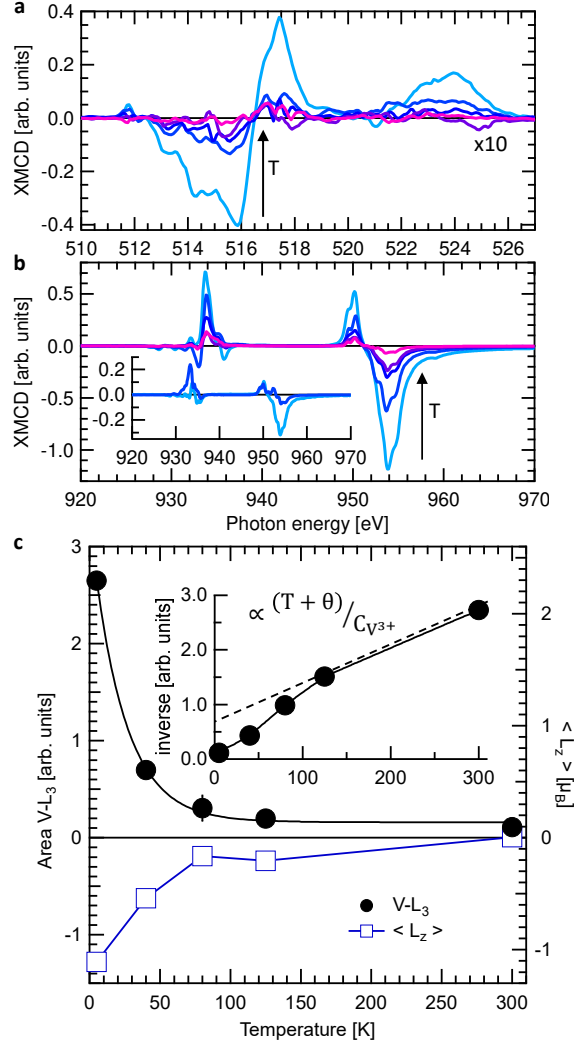 a
XMCD [arb. units]
0.4
0.2
0.0
-0.2
-0.4
T
x10
510 512 514 516 518 520 522 524 526
b
XMCD [arb. units]
0.5
0.0
-0.5
-1.0
T
0.2
0.0
-0.2
920 930 940 950 960 970
920 930 940 950 960 970
Photon energy [eV]
c
Area V-L₃ [arb. units]
3
2
1
0
-1
inverse [arb. units]
3.0
2.0
1.0
0.0
∝ (T + θ)/C_V³⁺
0 100 200 300
< L_z > [μ_B]
2
1
0
-1
V-L₃
< L_z >
0 50 100 150 200 250 300
Temperature [K]